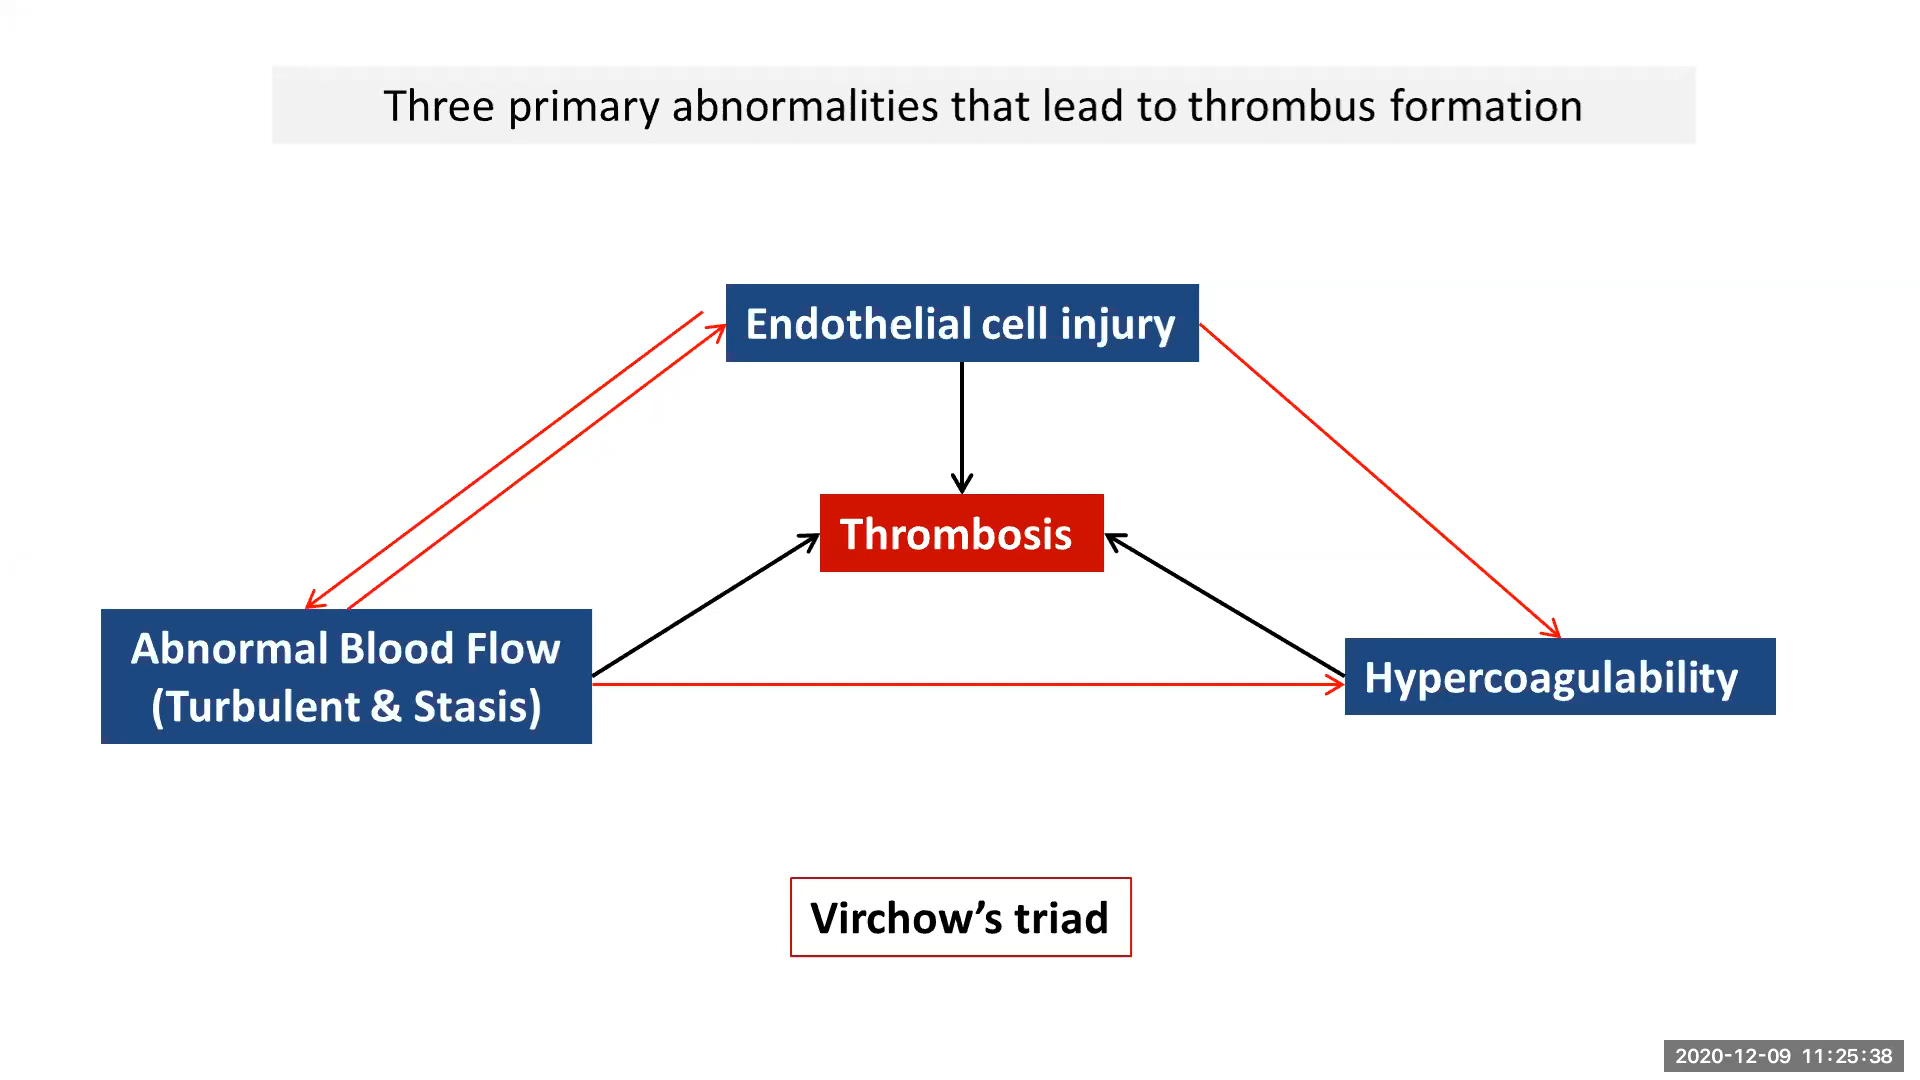 Three primary abnormalities that lead to thrombus formation
Endothelial cell injury
Thrombosis
Abnormal Blood Flow
(Turbulent & Stasis)
Hypercoagulability
Virchow’s triad
2020-12-09 11:25:38